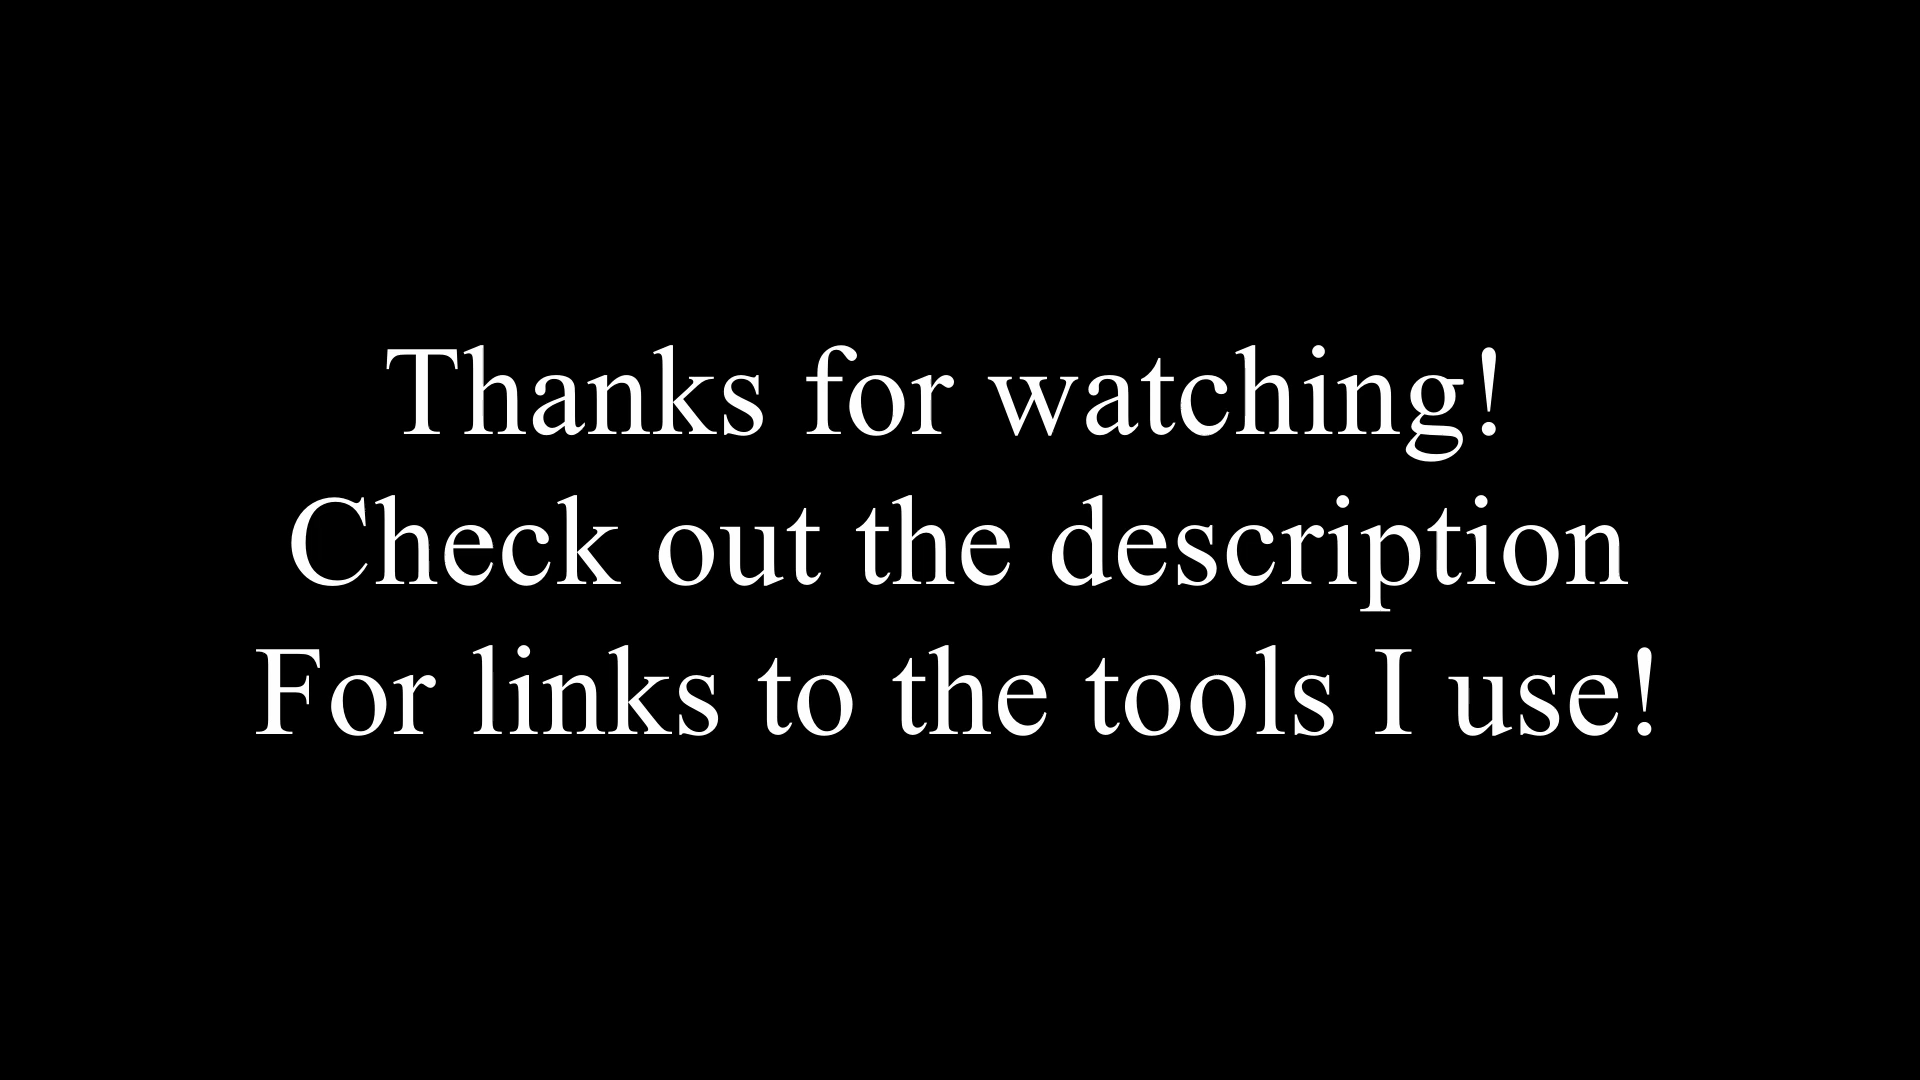 Thanks for watching!
Check out the description
For links to the tools I use!